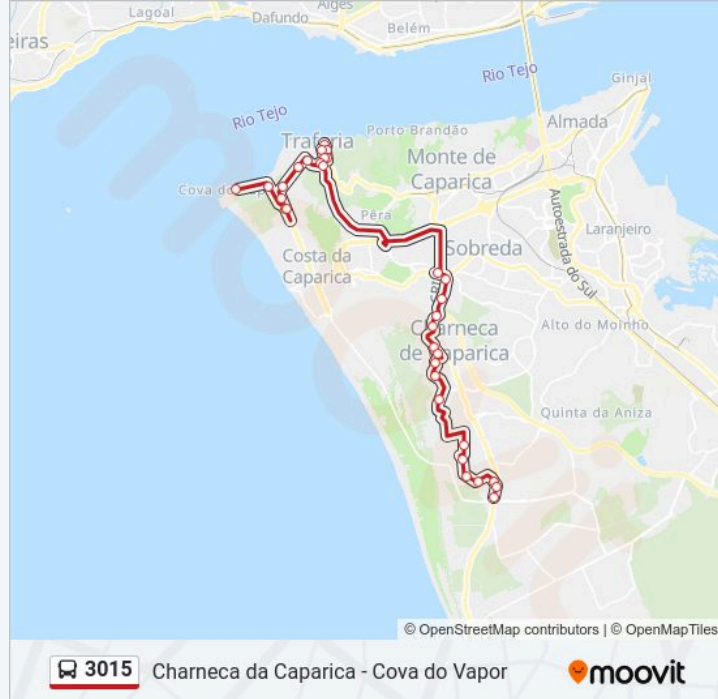 Lagoal
Algés
Dafundo
Belém
eiras
Rio Tejo
Ginjal
Rio Tejo
Trafaria
Porto Brandão
Almada
Monte de
Caparica
Cova do
Pêra
Laranjeiro
Autoestrada do Sul
Sobreda
Costa da
Caparica
Charneca
de Caparica
Alto do Moinho
Quinta da Aniza
© OpenStreetMap contributors | © OpenMapTiles
3015 Charneca da Caparica - Cova do Vapor
moovit